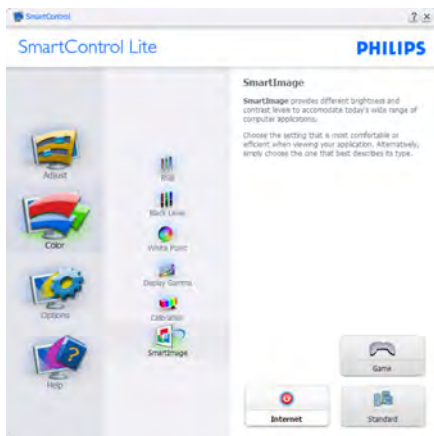 SmartControl
? X
SmartControl Lite
PHILIPS
SmartImage
SmartImage provides different brightness and
contrast levels to accomodate today's wide range of
computer applications.
Choose the setting that is most comfortable or
efficient when viewing your application. Alternatively,
simply choose the one that best describes its type.
Adjust
Color
Options
Help
RGB
Black Level
White Point
Display Gamma
Calibration
SmartImage
Game
Internet
Standard